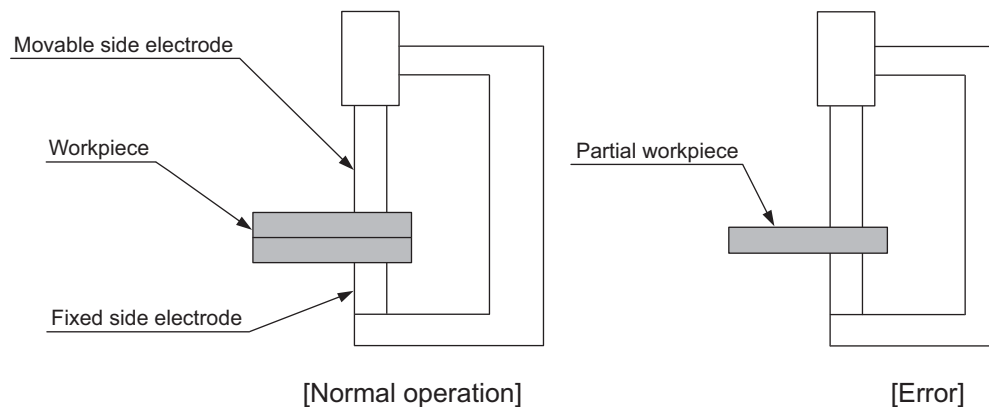 Movable side electrode
Workpiece
Fixed side electrode
[Normal operation]
Partial workpiece
[Error]